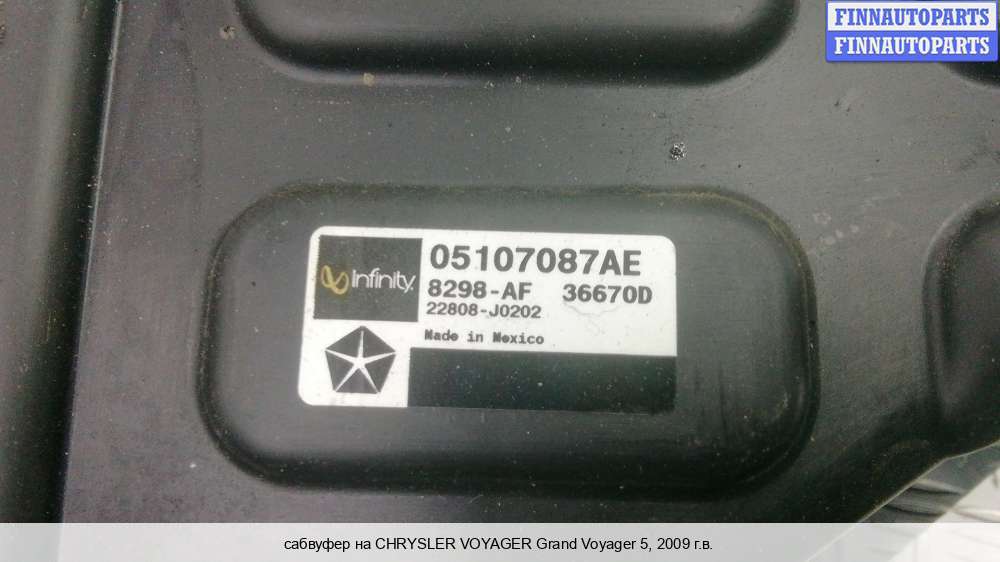 FINNAUTOPARTS
FINNAUTOPARTS
Infinity
05107087AE
8298-AF 36670D
22808-J0202
Made in Mexico
сабвуфер на CHRYSLER VOYAGER Grand Voyager 5, 2009 г.в.